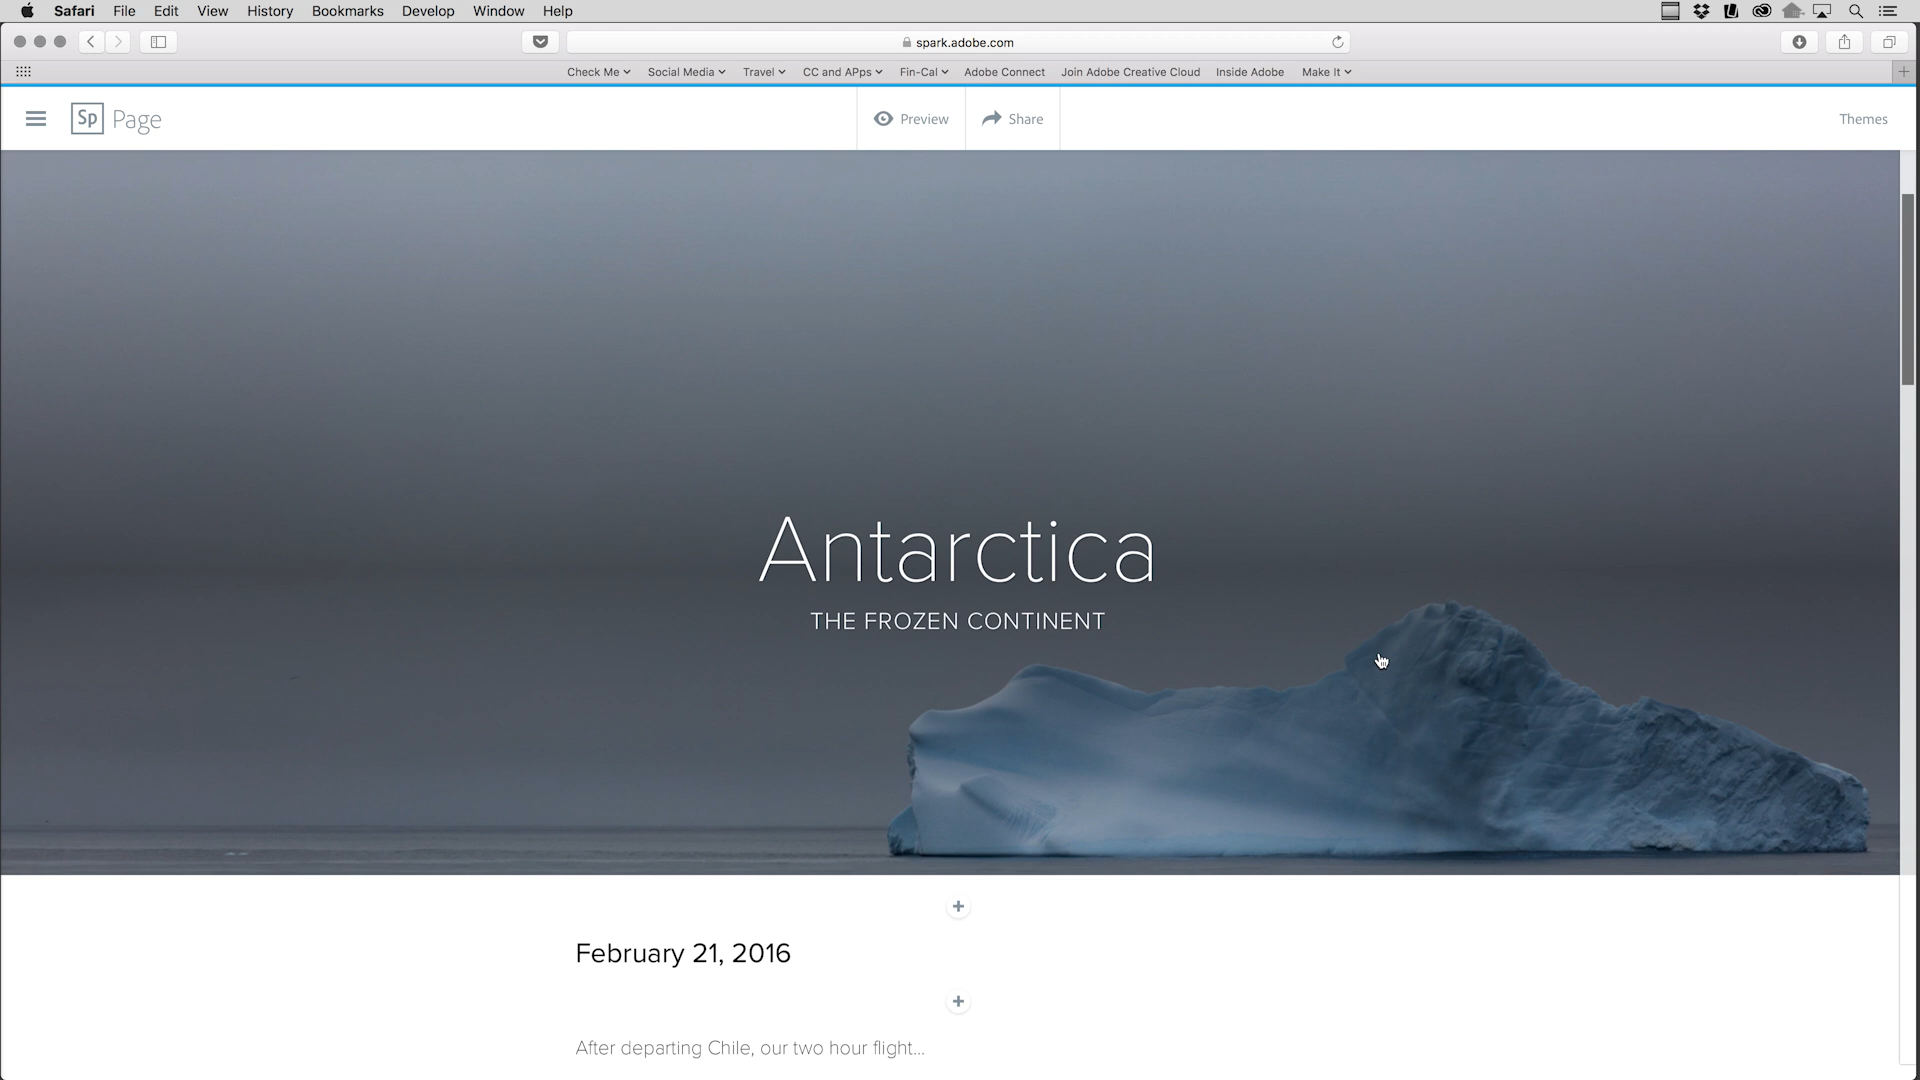 Safari File Edit View History Bookmarks Develop Window Help
spark.adobe.com
Check Me Social Media Travel CC and APps Fin-Cal Adobe Connect Join Adobe Creative Cloud Inside Adobe Make It
Sp Page Preview Share Themes
Antarctica
THE FROZEN CONTINENT
February 21, 2016
After departing Chile, our two hour flight...